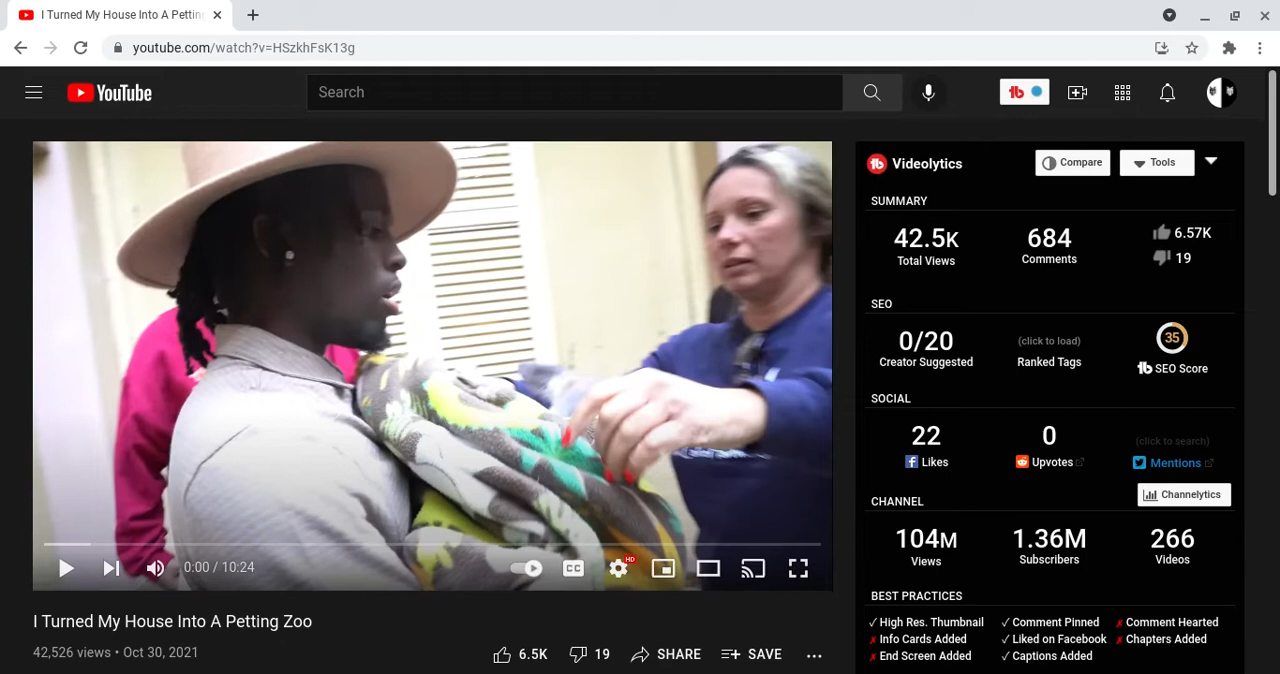 I Turned My House Into A Pettin
youtube.com/watch?v=HSzkhFsK13g
YouTube
Search
tb
0:00 / 10:24
CC
HD
I Turned My House Into A Petting Zoo
42,526 views • Oct 30, 2021
6.5K
19
SHARE
SAVE
tb Videolytics
Compare
Tools
SUMMARY
42.5K
Total Views
684
Comments
6.57K
19
SEO
0/20
Creator Suggested
(click to load)
Ranked Tags
35
tb SEO Score
SOCIAL
22
Likes
0
Upvotes
(click to search)
Mentions
CHANNEL
Channelytics
104M
Views
1.36M
Subscribers
266
Videos
BEST PRACTICES
✓ High Res. Thumbnail ✓ Comment Pinned ✗ Comment Hearted
✗ Info Cards Added ✓ Liked on Facebook ✗ Chapters Added
✗ End Screen Added ✓ Captions Added